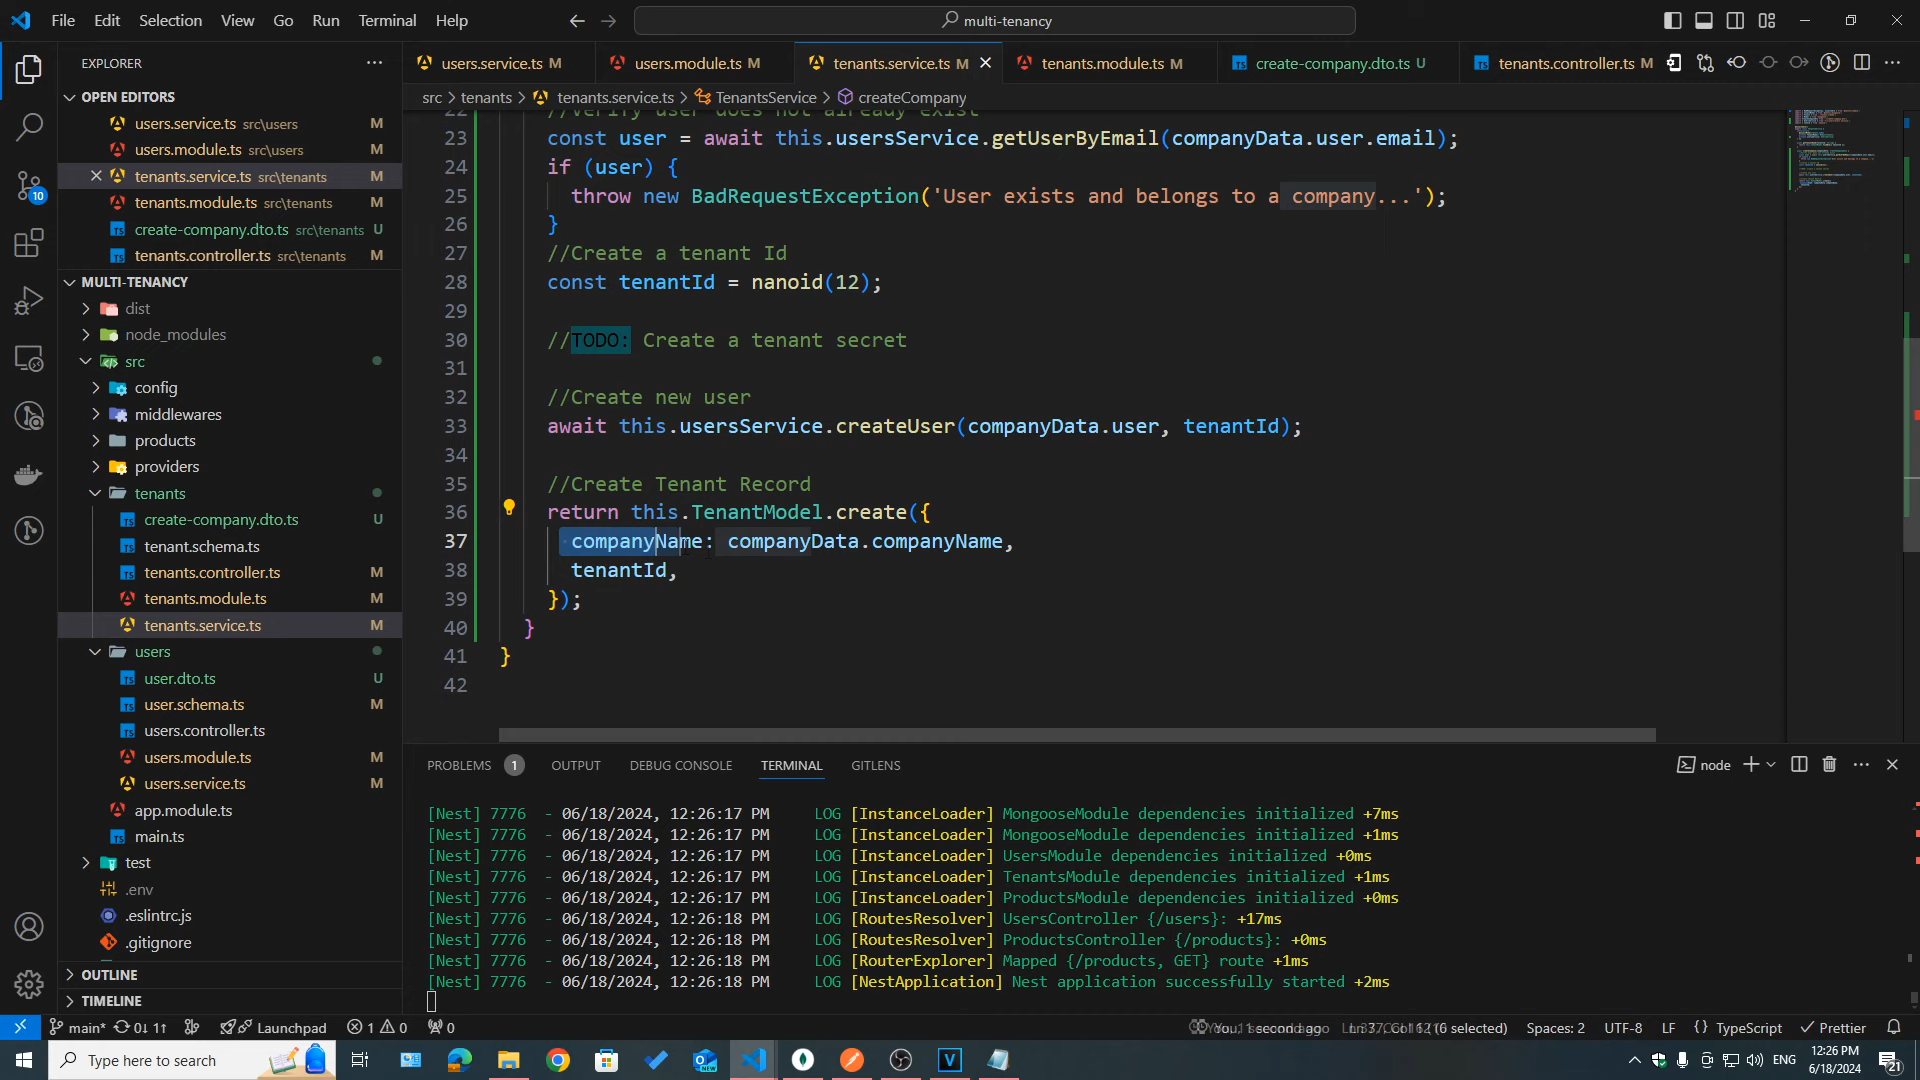 File Edit Selection View Go Run Terminal Help
multi-tenancy
EXPLORER
OPEN EDITORS
users.service.ts src\users M
users.module.ts src\users M
tenants.service.ts src\tenants M
tenants.module.ts src\tenants M
create-company.dto.ts src\tenants U
tenants.controller.ts src\tenants M
MULTI-TENANCY
dist
node_modules
src
config
middlewares
products
providers
tenants
create-company.dto.ts U
tenant.schema.ts
tenants.controller.ts M
tenants.module.ts M
tenants.service.ts M
users
user.dto.ts U
user.schema.ts M
users.controller.ts
users.module.ts M
users.service.ts M
app.module.ts
main.ts
test
.env
.eslintrc.js
.gitignore
OUTLINE
TIMELINE
10
users.service.ts M users.module.ts M tenants.service.ts M tenants.module.ts M create-company.dto.ts U tenants.controller.ts M
src > tenants > tenants.service.ts > TenantsService > createCompany
22 //Verify user does not already exist
23 const user = await this.usersService.getUserByEmail(companyData.user.email);
24 if (user) {
25 throw new BadRequestException('User exists and belongs to a company...');
26 }
27 //Create a tenant Id
28 const tenantId = nanoid(12);
29
30 //TODO: Create a tenant secret
31
32 //Create new user
33 await this.usersService.createUser(companyData.user, tenantId);
34
35 //Create Tenant Record
36 return this.TenantModel.create({
37 companyName: companyData.companyName,
38 tenantId,
39 });
40 }
41 }
42
PROBLEMS 1 OUTPUT DEBUG CONSOLE TERMINAL GITLENS
node
[Nest] 7776 - 06/18/2024, 12:26:17 PM LOG [InstanceLoader] MongooseModule dependencies initialized +7ms
[Nest] 7776 - 06/18/2024, 12:26:17 PM LOG [InstanceLoader] MongooseModule dependencies initialized +1ms
[Nest] 7776 - 06/18/2024, 12:26:17 PM LOG [InstanceLoader] UsersModule dependencies initialized +0ms
[Nest] 7776 - 06/18/2024, 12:26:17 PM LOG [InstanceLoader] TenantsModule dependencies initialized +1ms
[Nest] 7776 - 06/18/2024, 12:26:17 PM LOG [InstanceLoader] ProductsModule dependencies initialized +0ms
[Nest] 7776 - 06/18/2024, 12:26:18 PM LOG [RoutesResolver] UsersController {/users}: +17ms
[Nest] 7776 - 06/18/2024, 12:26:18 PM LOG [RoutesResolver] ProductsController {/products}: +0ms
[Nest] 7776 - 06/18/2024, 12:26:18 PM LOG [RouterExplorer] Mapped {/products, GET} route +1ms
[Nest] 7776 - 06/18/2024, 12:26:18 PM LOG [NestApplication] Nest application successfully started +2ms
main* 0↓ 1↑ Launchpad 1 0 0 Spaces: 2 UTF-8 LF {} TypeScript Prettier
Type here to search
ENG
12:26 PM
6/18/2024
21